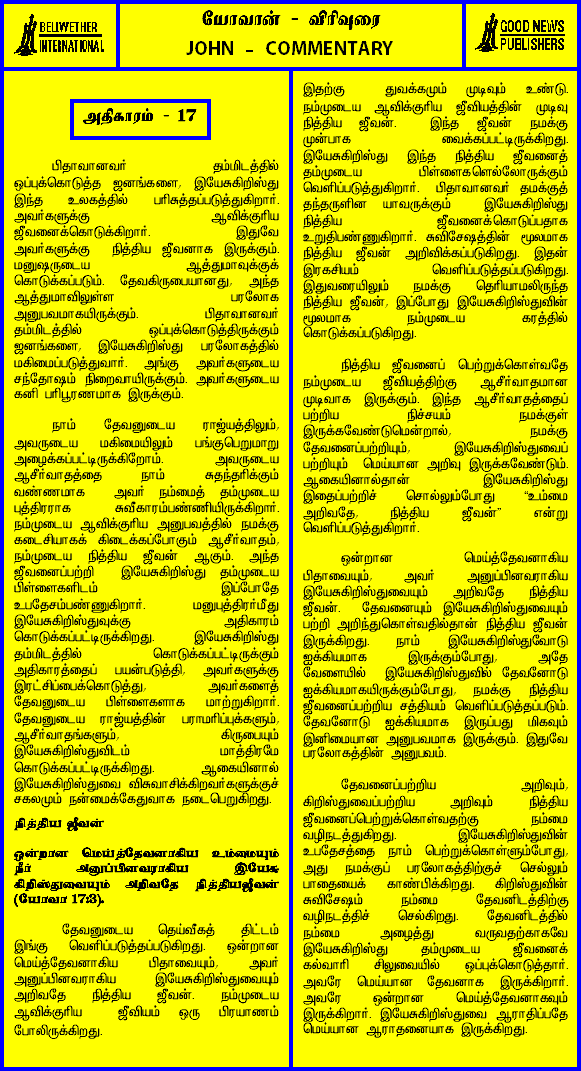 BELLWETHER
INTERNATIONAL
யோவான் - விரிவுரை
JOHN - COMMENTARY
GOOD NEWS
PUBLISHERS
அதிகாரம் - 17
பிதாவானவர் தம்மிடத்தில்
ஒப்புக்கொடுத்த ஜனங்களை, இயேசுகிறிஸ்து
இந்த உலகத்தில் பரிசுத்தப்படுத்துகிறார்.
அவர்களுக்கு ஆவிக்குரிய
ஜீவனைக்கொடுக்கிறார். இதுவே
அவர்களுக்கு நித்திய ஜீவனாக இருக்கும்.
மனுஷருடைய ஆத்துமாவுக்குக்
கொடுக்கப்படும். தேவகிருபையானது, அந்த
ஆத்துமாவிலுள்ள பரலோக
அனுபவமாகயிருக்கும். பிதாவானவர்
தம்மிடத்தில் ஒப்புக்கொடுத்திருக்கும்
ஜனங்களை, இயேசுகிறிஸ்து பரலோகத்தில்
மகிமைப்படுத்துவார். அங்கு அவர்களுடைய
சந்தோஷம் நிறைவாயிருக்கும். அவர்களுடைய
கனி பரிபூரணமாக இருக்கும்.
நாம் தேவனுடைய ராஜ்யத்திலும்,
அவருடைய மகிமையிலும் பங்குபெறுமாறு
அழைக்கப்பட்டிருக்கிறோம். அவருடைய
ஆசீர்வாதத்தை நாம் சுதந்தரிக்கும்
வண்ணமாக அவர் நம்மைத் தம்முடைய
புத்திரராக சுவீகாரம்பண்ணியிருக்கிறார்.
நம்முடைய ஆவிக்குரிய அனுபவத்தில் நமக்கு
கடைசியாகக் கிடைக்கப்போகும் ஆசீர்வாதம்,
நம்முடைய நித்திய ஜீவன் ஆகும். அந்த
ஜீவனைப்பற்றி இயேசுகிறிஸ்து தம்முடைய
பிள்ளைகளிடம் இப்போதே
உபதேசம்பண்ணுகிறார். மனுபுத்திரர்மீது
இயேசுகிறிஸ்துவுக்கு அதிகாரம்
கொடுக்கப்பட்டிருக்கிறது. இயேசுகிறிஸ்து
தம்மிடத்தில் கொடுக்கப்பட்டிருக்கும்
அதிகாரத்தைப் பயன்படுத்தி, அவர்களுக்கு
இரட்சிப்பைக்கொடுத்து, அவர்களைத்
தேவனுடைய பிள்ளைகளாக மாற்றுகிறார்.
தேவனுடைய ராஜ்யத்தின் பராமரிப்புக்களும்,
ஆசீர்வாதங்களும், கிருபையும்
இயேசுகிறிஸ்துவிடம் மாத்திரமே
கொடுக்கப்பட்டிருக்கிறது. ஆகையினால்
இயேசுகிறிஸ்துவை விசுவாசிக்கிறவர்களுக்குச்
சகலமும் நன்மைக்கேதுவாக நடைபெறுகிறது.
நித்திய ஜீவன்
ஒன்றான மெய்த்தேவனாகிய உம்மையும்
நீர் அனுப்பினவராகிய இயேசு
கிறிஸ்துவையும் அறிவதே நித்தியஜீவன்
(யோவா 17:3).
தேவனுடைய தெய்வீகத் திட்டம்
இங்கு வெளிப்படுத்தப்படுகிறது. ஒன்றான
மெய்த்தேவனாகிய பிதாவையும், அவர்
அனுப்பினவராகிய இயேசுகிறிஸ்துவையும்
அறிவதே நித்திய ஜீவன். நம்முடைய
ஆவிக்குரிய ஜீவியம் ஒரு பிரயாணம்
போலிருக்கிறது.
இதற்கு துவக்கமும் முடிவும் உண்டு.
நம்முடைய ஆவிக்குரிய ஜீவியத்தின் முடிவு
நித்திய ஜீவன். இந்த ஜீவன் நமக்கு
முன்பாக வைக்கப்பட்டிருக்கிறது.
இயேசுகிறிஸ்து இந்த நித்திய ஜீவனைத்
தம்முடைய பிள்ளைகளெல்லோருக்கும்
வெளிப்படுத்துகிறார். பிதாவானவர் தமக்குத்
தந்தருளின யாவருக்கும் இயேசுகிறிஸ்து
நித்திய ஜீவனைக்கொடுப்பதாக
உறுதிபண்ணுகிறார். சுவிசேஷத்தின் மூலமாக
நித்திய ஜீவன் அறிவிக்கப்படுகிறது. இதன்
இரகசியம் வெளிப்படுத்தப்படுகிறது.
இதுவரையிலும் நமக்கு தெரியாமலிருந்த
நித்திய ஜீவன், இப்போது இயேசுகிறிஸ்துவின்
மூலமாக நம்முடைய கரத்தில்
கொடுக்கப்படுகிறது.
நித்திய ஜீவனைப் பெற்றுக்கொள்வதே
நம்முடைய ஜீவியத்திற்கு ஆசீர்வாதமான
முடிவாக இருக்கும். இந்த ஆசீர்வாதத்தைப்
பற்றிய நிச்சயம் நமக்குள்
இருக்கவேண்டுமென்றால், நமக்கு
தேவனைப்பற்றியும், இயேசுகிறிஸ்துவைப்
பற்றியும் மெய்யான அறிவு இருக்கவேண்டும்.
ஆகையினால்தான் இயேசுகிறிஸ்து
இதைப்பற்றிச் சொல்லும்போது “உம்மை
அறிவதே, நித்திய ஜீவன்” என்று
வெளிப்படுத்துகிறார்.
ஒன்றான மெய்த்தேவனாகிய
பிதாவையும், அவர் அனுப்பினவராகிய
இயேசுகிறிஸ்துவையும் அறிவதே நித்திய
ஜீவன். தேவனையும் இயேசுகிறிஸ்துவையும்
பற்றி அறிந்துகொள்வதில்தான் நித்திய ஜீவன்
இருக்கிறது. நாம் இயேசுகிறிஸ்துவோடு
ஐக்கியமாக இருக்கும்போது, அதே
வேளையில் இயேசுகிறிஸ்துவில் தேவனோடு
ஐக்கியமாகயிருக்கும்போது, நமக்கு நித்திய
ஜீவனைப்பற்றிய சத்தியம் வெளிப்படுத்தப்படும்.
தேவனோடு ஐக்கியமாக இருப்பது மிகவும்
இனிமையான அனுபவமாக இருக்கும். இதுவே
பரலோகத்தின் அனுபவம்.
தேவனைப்பற்றிய அறிவும்,
கிறிஸ்துவைப்பற்றிய அறிவும் நித்திய
ஜீவனைப்பெற்றுக்கொள்வதற்கு நம்மை
வழிநடத்துகிறது. இயேசுகிறிஸ்துவின்
உபதேசத்தை நாம் பெற்றுக்கொள்ளும்போது,
அது நமக்குப் பரலோகத்திற்குச் செல்லும்
பாதையைக் காண்பிக்கிறது. கிறிஸ்துவின்
சுவிசேஷம் நம்மை தேவனிடத்திற்கு
வழிநடத்திச் செல்கிறது. தேவனிடத்தில்
நம்மை அழைத்து வருவதற்காகவே
இயேசுகிறிஸ்து தம்முடைய ஜீவனைக்
கல்வாரி சிலுவையில் ஒப்புக்கொடுத்தார்.
அவரே மெய்யான தேவனாக இருக்கிறார்.
அவரே ஒன்றான மெய்த்தேவனாகவும்
இருக்கிறார். இயேசுகிறிஸ்துவை ஆராதிப்பதே
மெய்யான ஆராதனையாக இருக்கிறது.